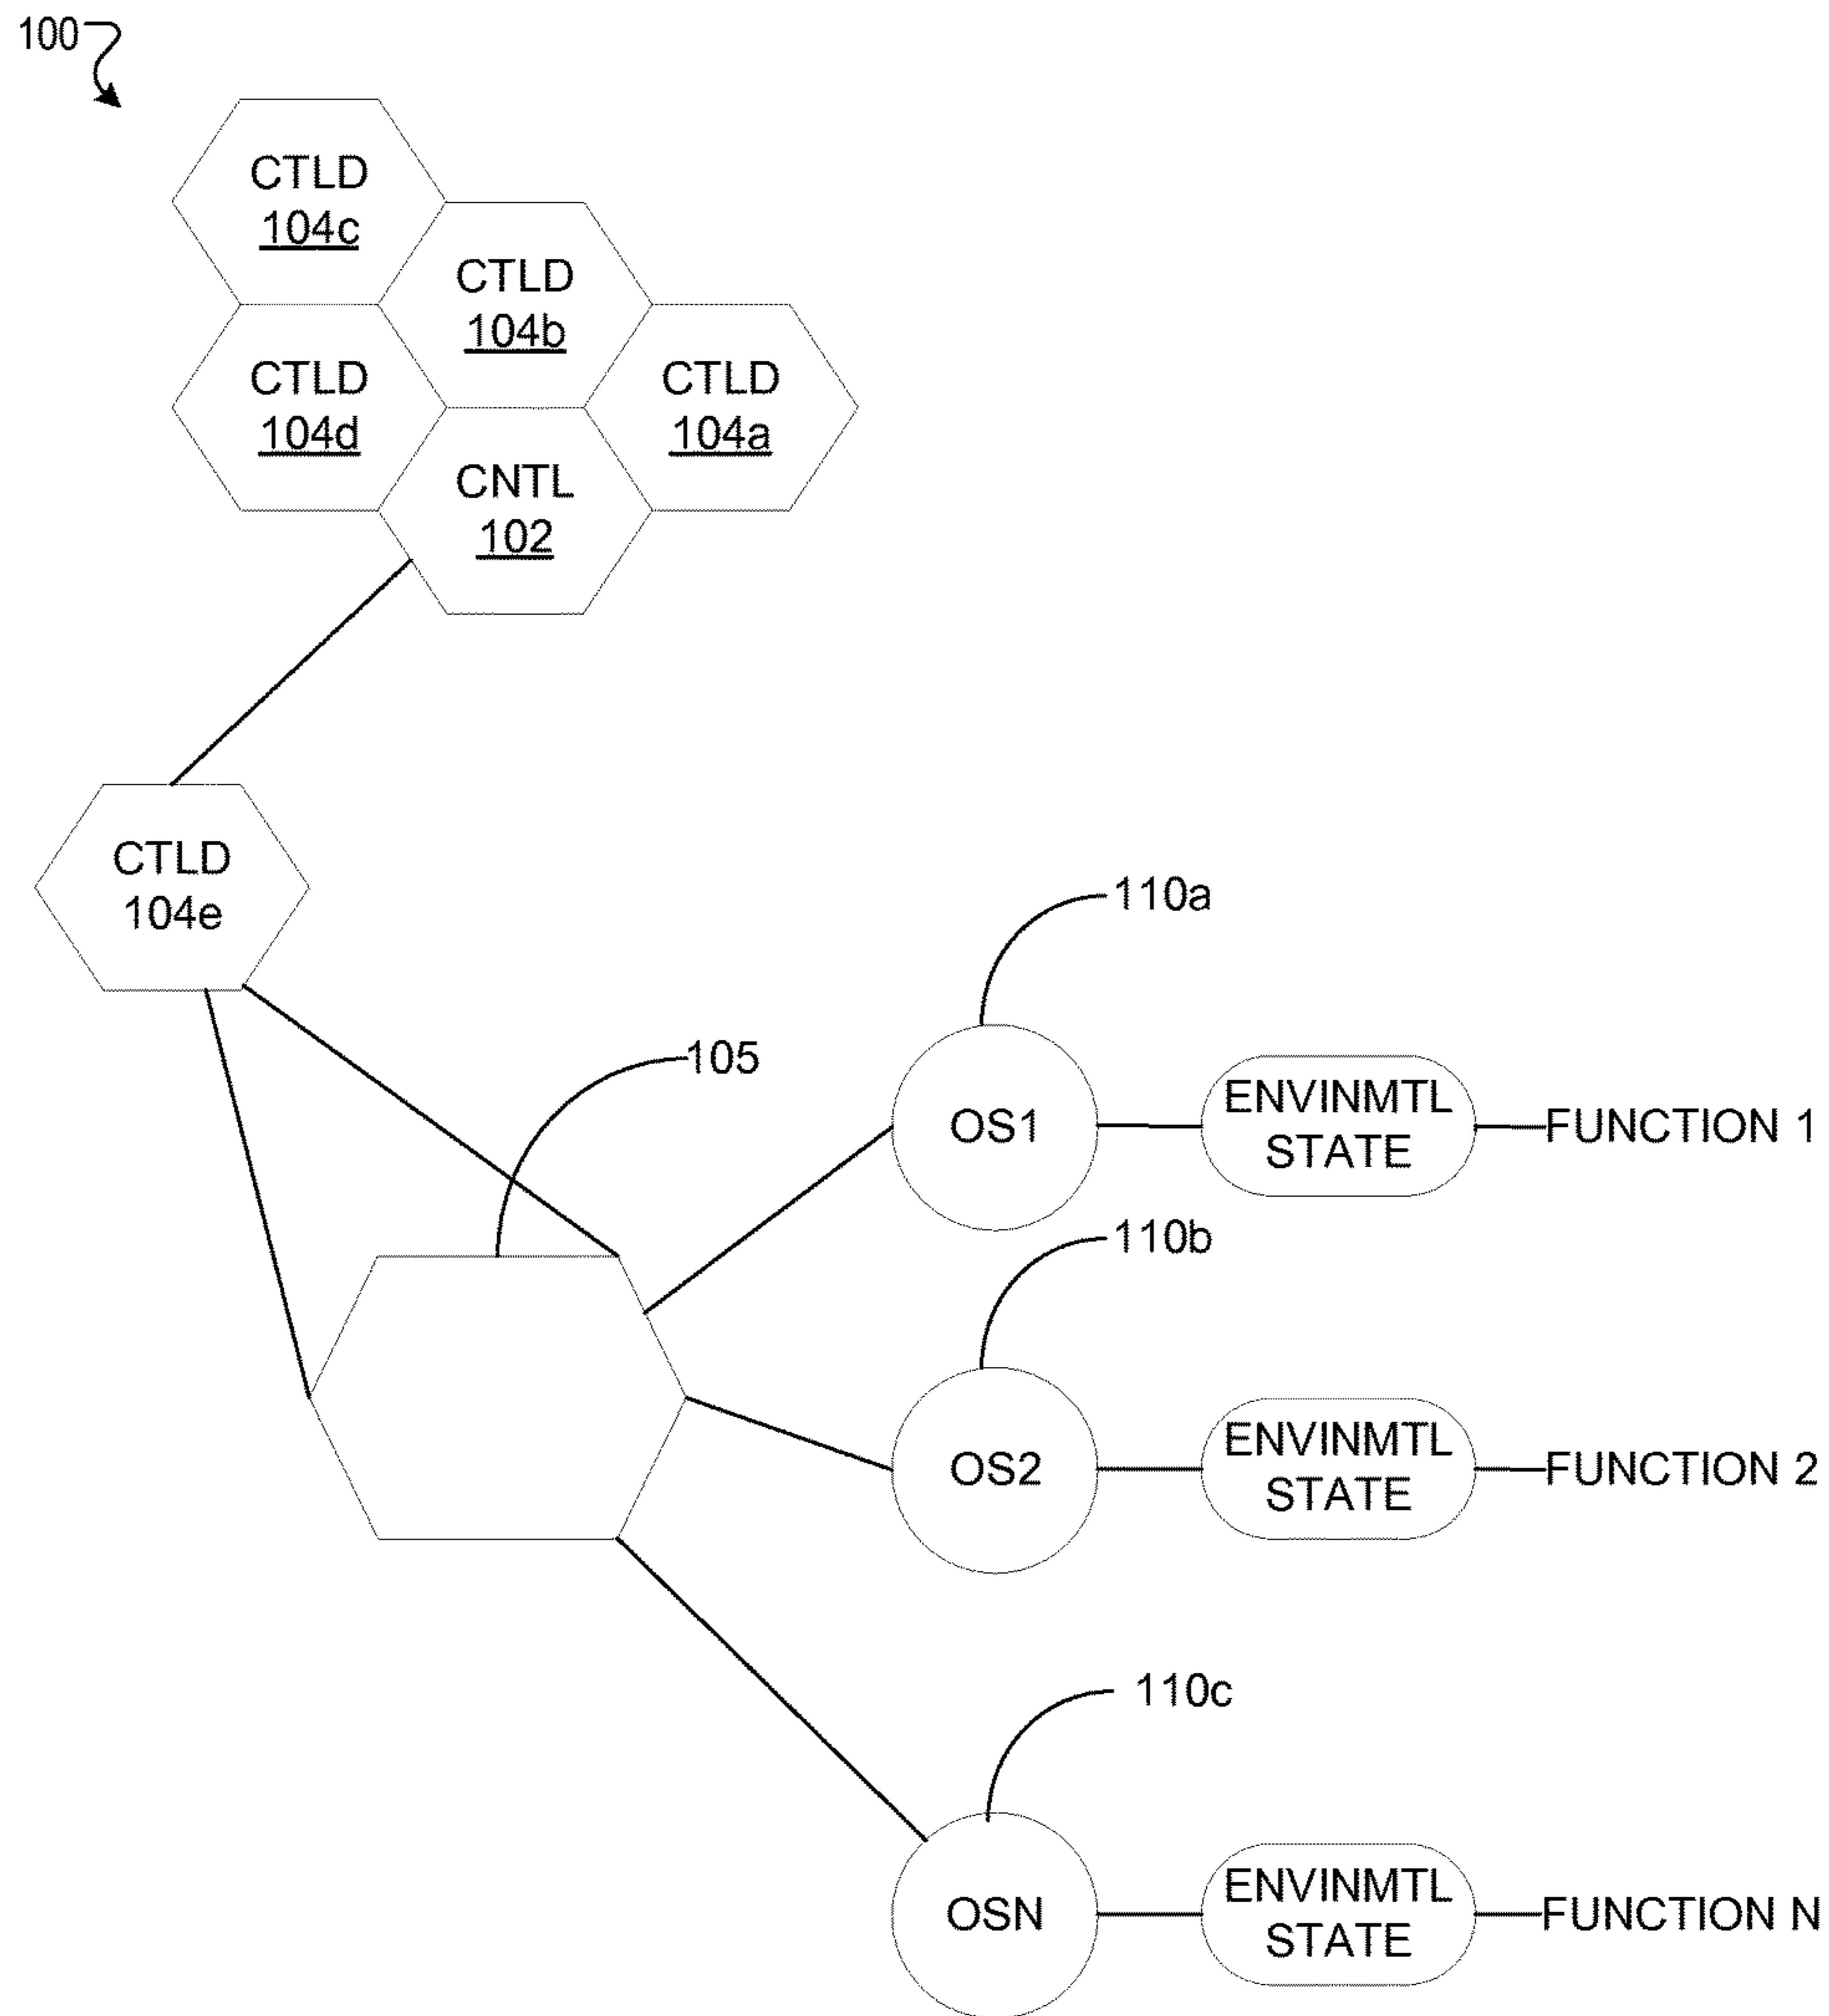 100
CTLD
104c
CTLD
104b
CTLD
104d
CTLD
104a
CNTL
102
CTLD
104e
110a
105
OS1
ENVINMTL
STATE
FUNCTION 1
110b
OS2
ENVINMTL
STATE
FUNCTION 2
110c
OSN
ENVINMTL
STATE
FUNCTION N